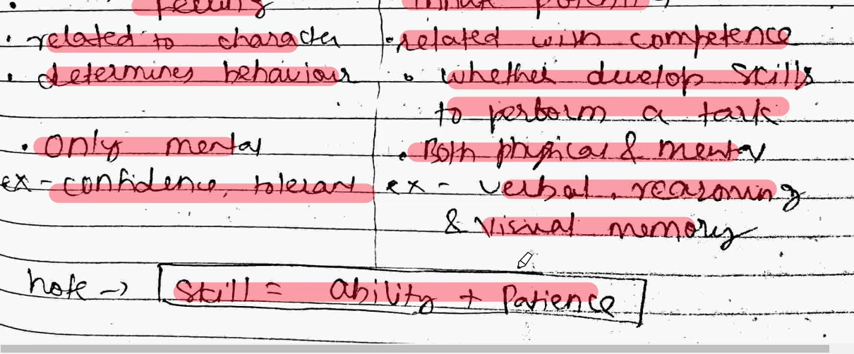 • feeling
• related to character
• determines behaviour
• Only mental
ex - confidence, tolerant
• related with competence
• whether develop skills
to perform a task
• Both physical & mental
ex - verbal, reasoning
& visual memory
note -> Skill = ability + Patience